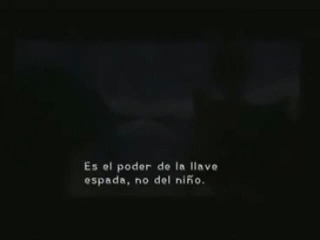 Es el poder de la llave
espada, no del niño.